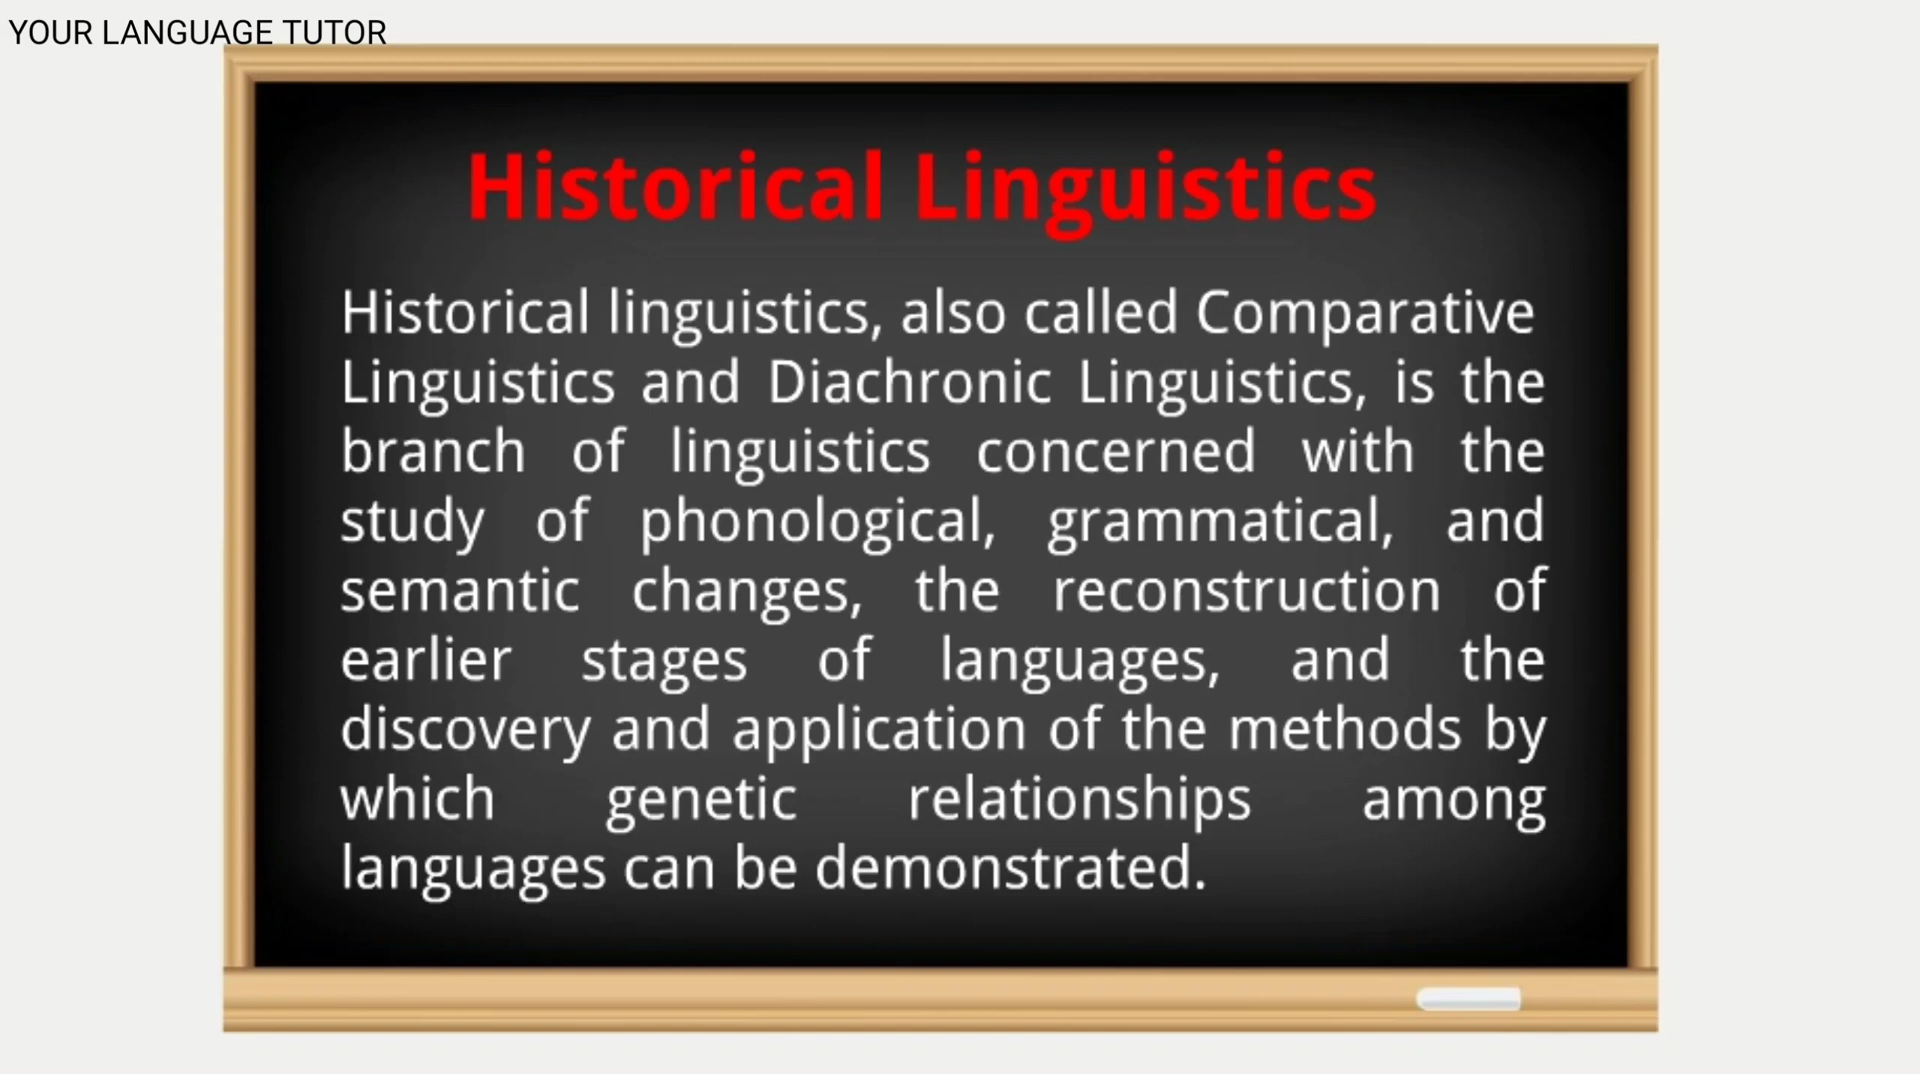 YOUR LANGUAGE TUTOR
Historical Linguistics
Historical linguistics, also called Comparative
Linguistics and Diachronic Linguistics, is the
branch of linguistics concerned with the
study of phonological, grammatical, and
semantic changes, the reconstruction of
earlier stages of languages, and the
discovery and application of the methods by
which genetic relationships among
languages can be demonstrated.